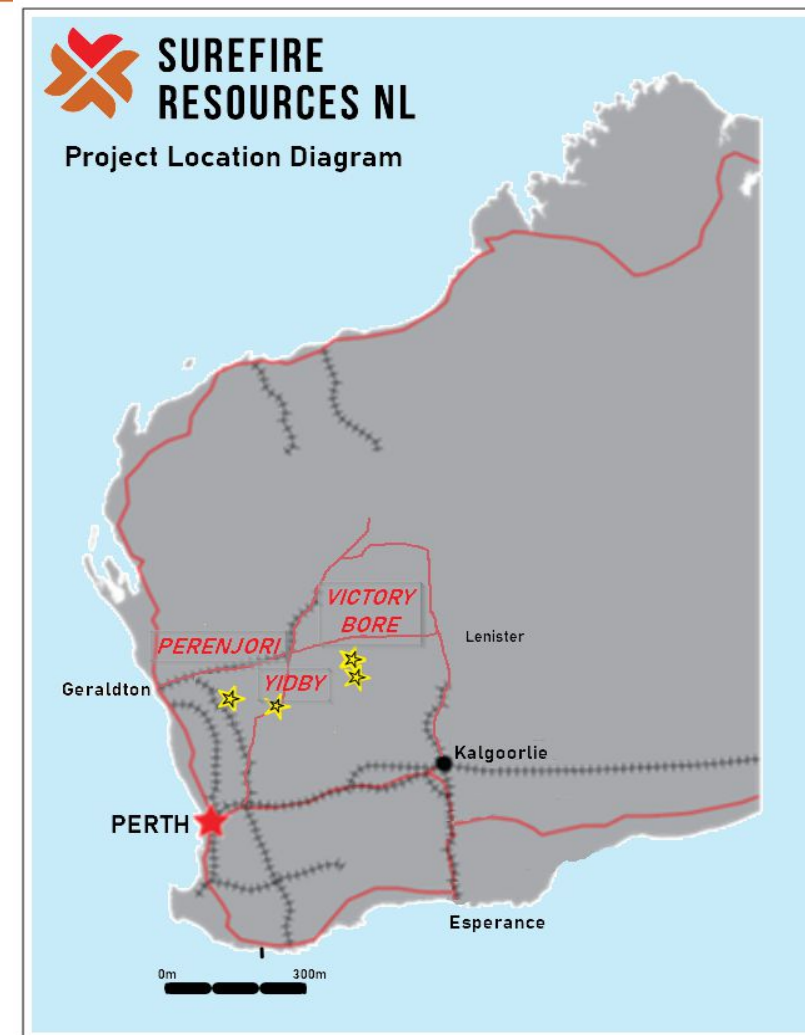 SUREFIRE
RESOURCES NL
Project Location Diagram
VICTORY
BORE
PERENJORI
Lenister
YIDBY
Geraldton
Kalgoorlie
PERTH
Esperance
0m 300m